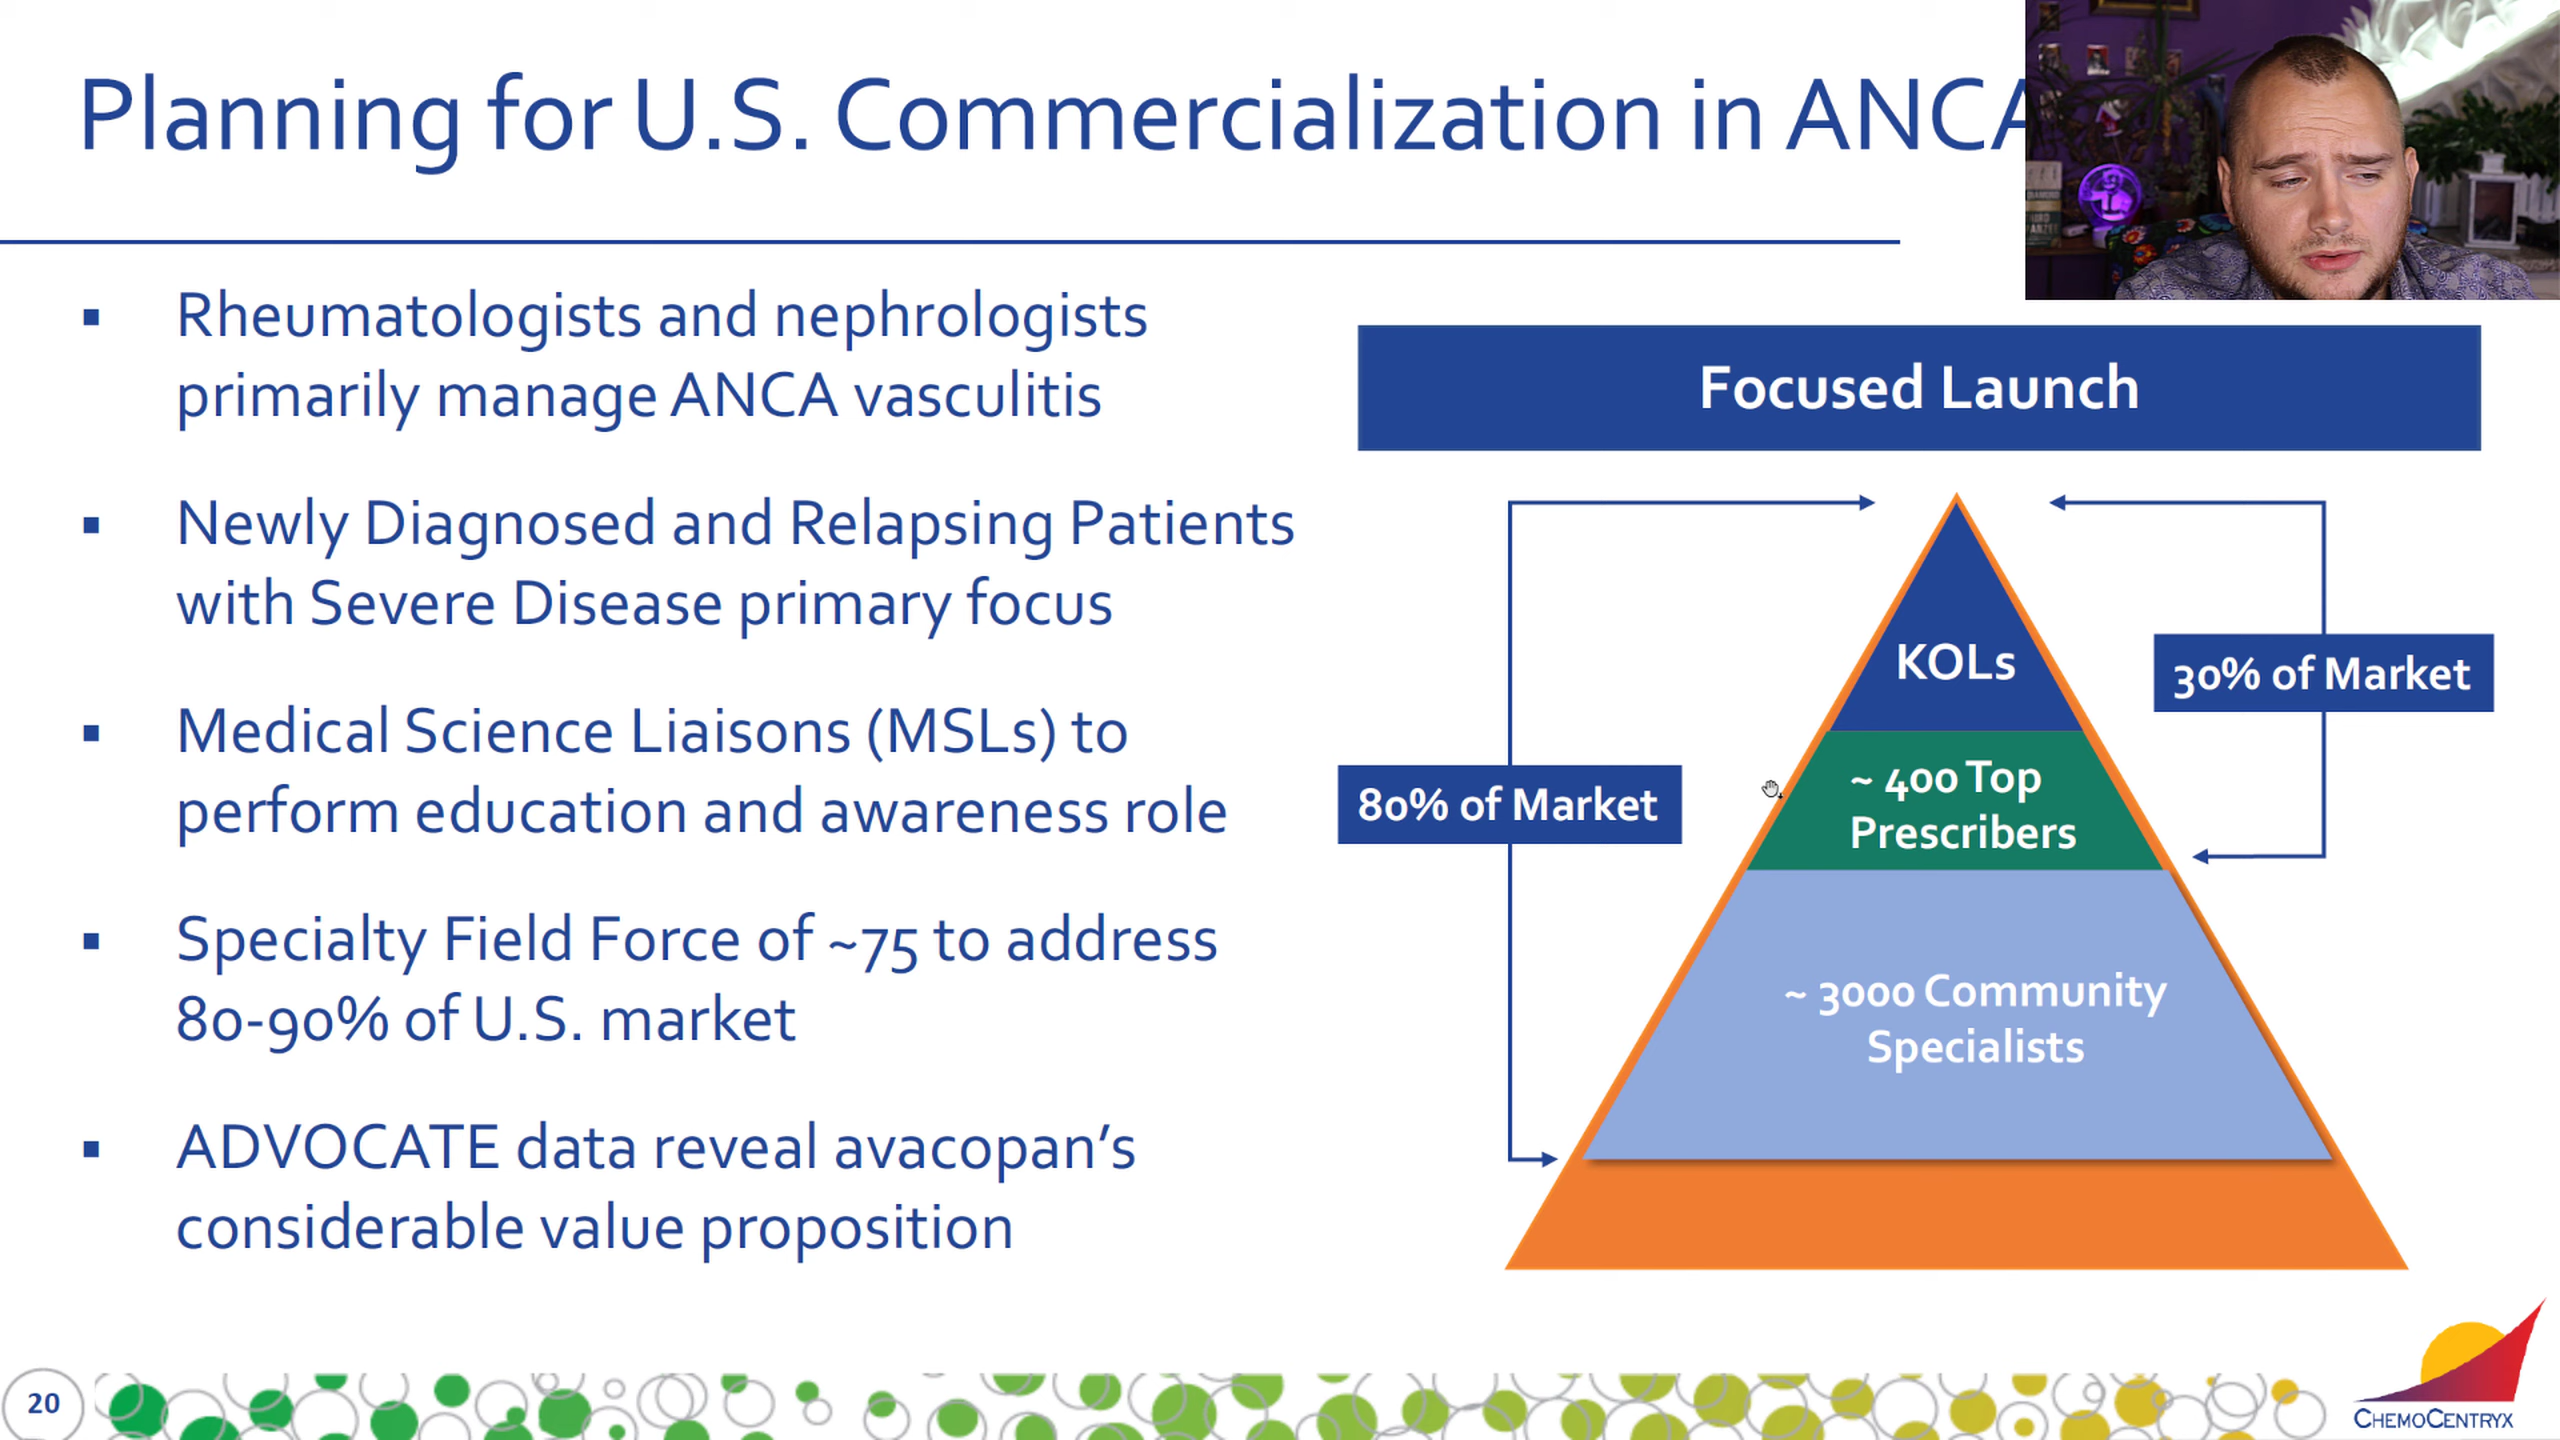 Planning for U.S. Commercialization in ANCA
▪ Rheumatologists and nephrologists
primarily manage ANCA vasculitis
▪ Newly Diagnosed and Relapsing Patients
with Severe Disease primary focus
▪ Medical Science Liaisons (MSLs) to
perform education and awareness role
▪ Specialty Field Force of ~75 to address
80-90% of U.S. market
▪ ADVOCATE data reveal avacopan’s
considerable value proposition
Focused Launch
KOLs
30% of Market
~ 400 Top
Prescribers
80% of Market
~ 3000 Community
Specialists
20
CHEMOCENTRYX